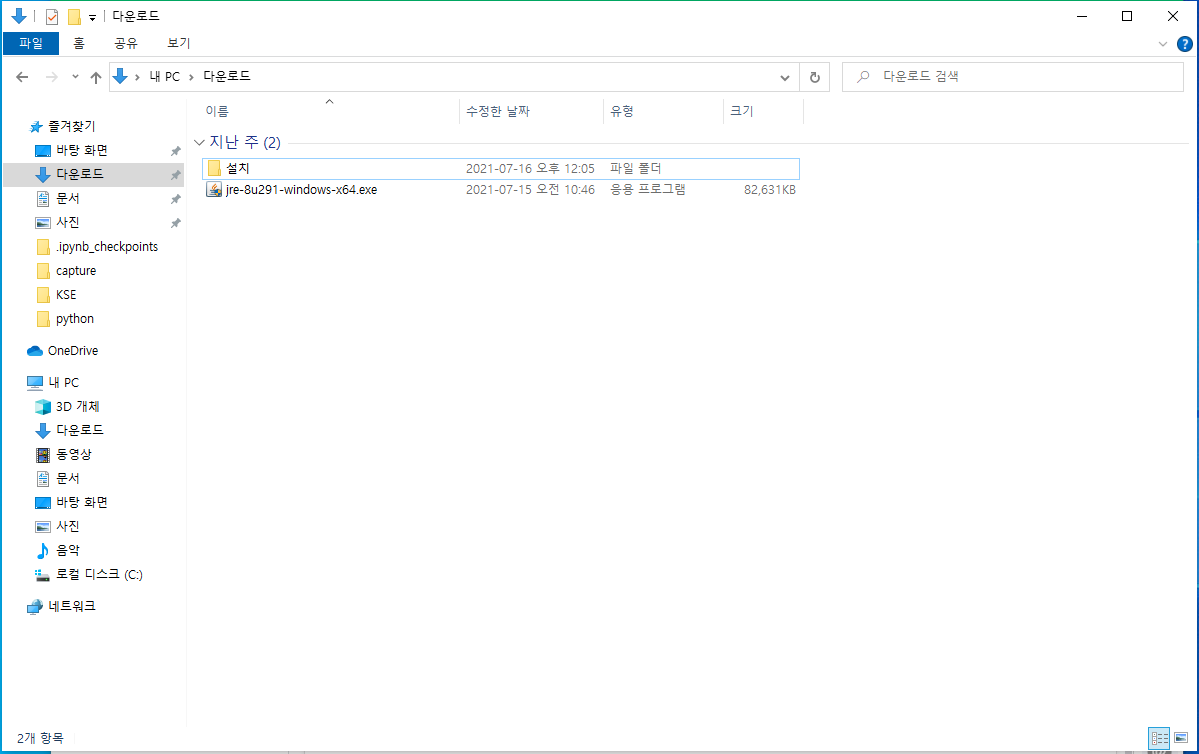 다운로드
파일 홈 공유 보기
내 PC 다운로드 다운로드 검색
이름 수정한 날짜 유형 크기
즐겨찾기
바탕 화면
다운로드
문서
사진
.ipynb_checkpoints
capture
KSE
python
OneDrive
내 PC
3D 개체
다운로드
동영상
문서
바탕 화면
사진
음악
로컬 디스크 (C:)
네트워크
지난 주 (2)
설치 2021-07-16 오후 12:05 파일 폴더
jre-8u291-windows-x64.exe 2021-07-15 오전 10:46 응용 프로그램 82,631KB
2개 항목